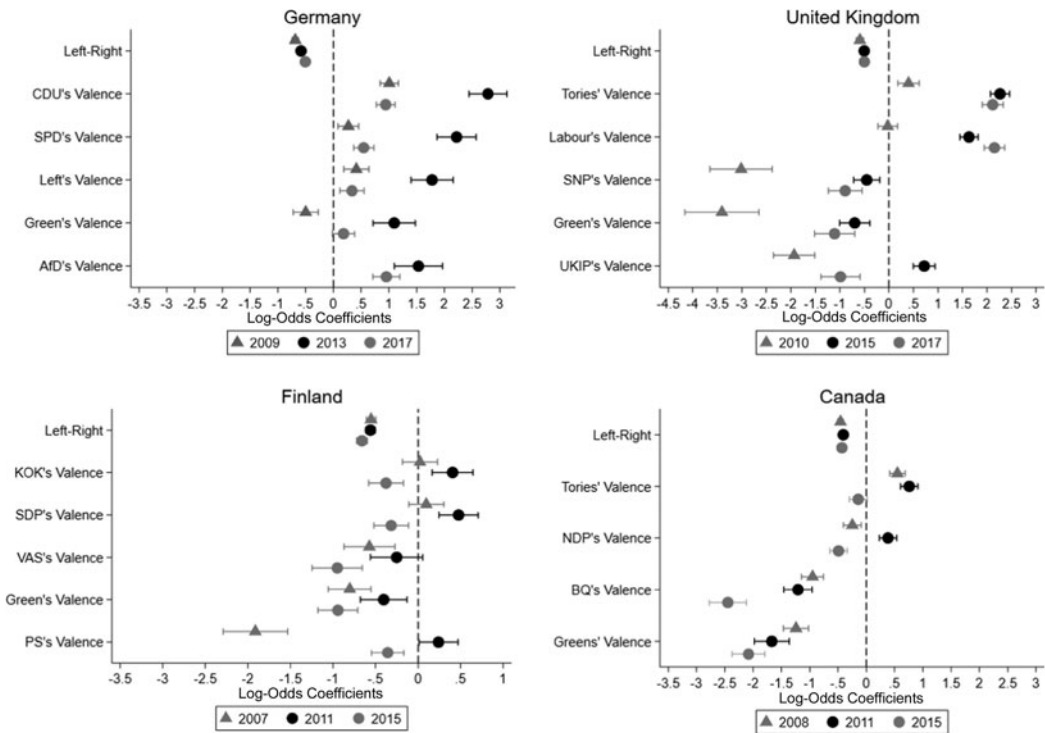 Germany
Left-Right
CDU's Valence
SPD's Valence
Left's Valence
Green's Valence
AfD's Valence
-3.5 -3 -2.5 -2 -1.5 -1 -.5 0 .5 1 1.5 2 2.5 3
Log-Odds Coefficients
2009 2013 2017
United Kingdom
Left-Right
Tories' Valence
Labour's Valence
SNP's Valence
Green's Valence
UKIP's Valence
-4.5 -4 -3.5 -3 -2.5 -2 -1.5 -1 -.5 0 .5 1 1.5 2 2.5 3
Log-Odds Coefficients
2010 2015 2017
Finland
Left-Right
KOK's Valence
SDP's Valence
VAS's Valence
Green's Valence
PS's Valence
-3.5 -3 -2.5 -2 -1.5 -1 -.5 0 .5 1
Log-Odds Coefficients
2007 2011 2015
Canada
Left-Right
Tories' Valence
NDP's Valence
BQ's Valence
Greens' Valence
-3.5 -3 -2.5 -2 -1.5 -1 -.5 0 .5 1 1.5 2 2.5 3
Log-Odds Coefficients
2008 2011 2015